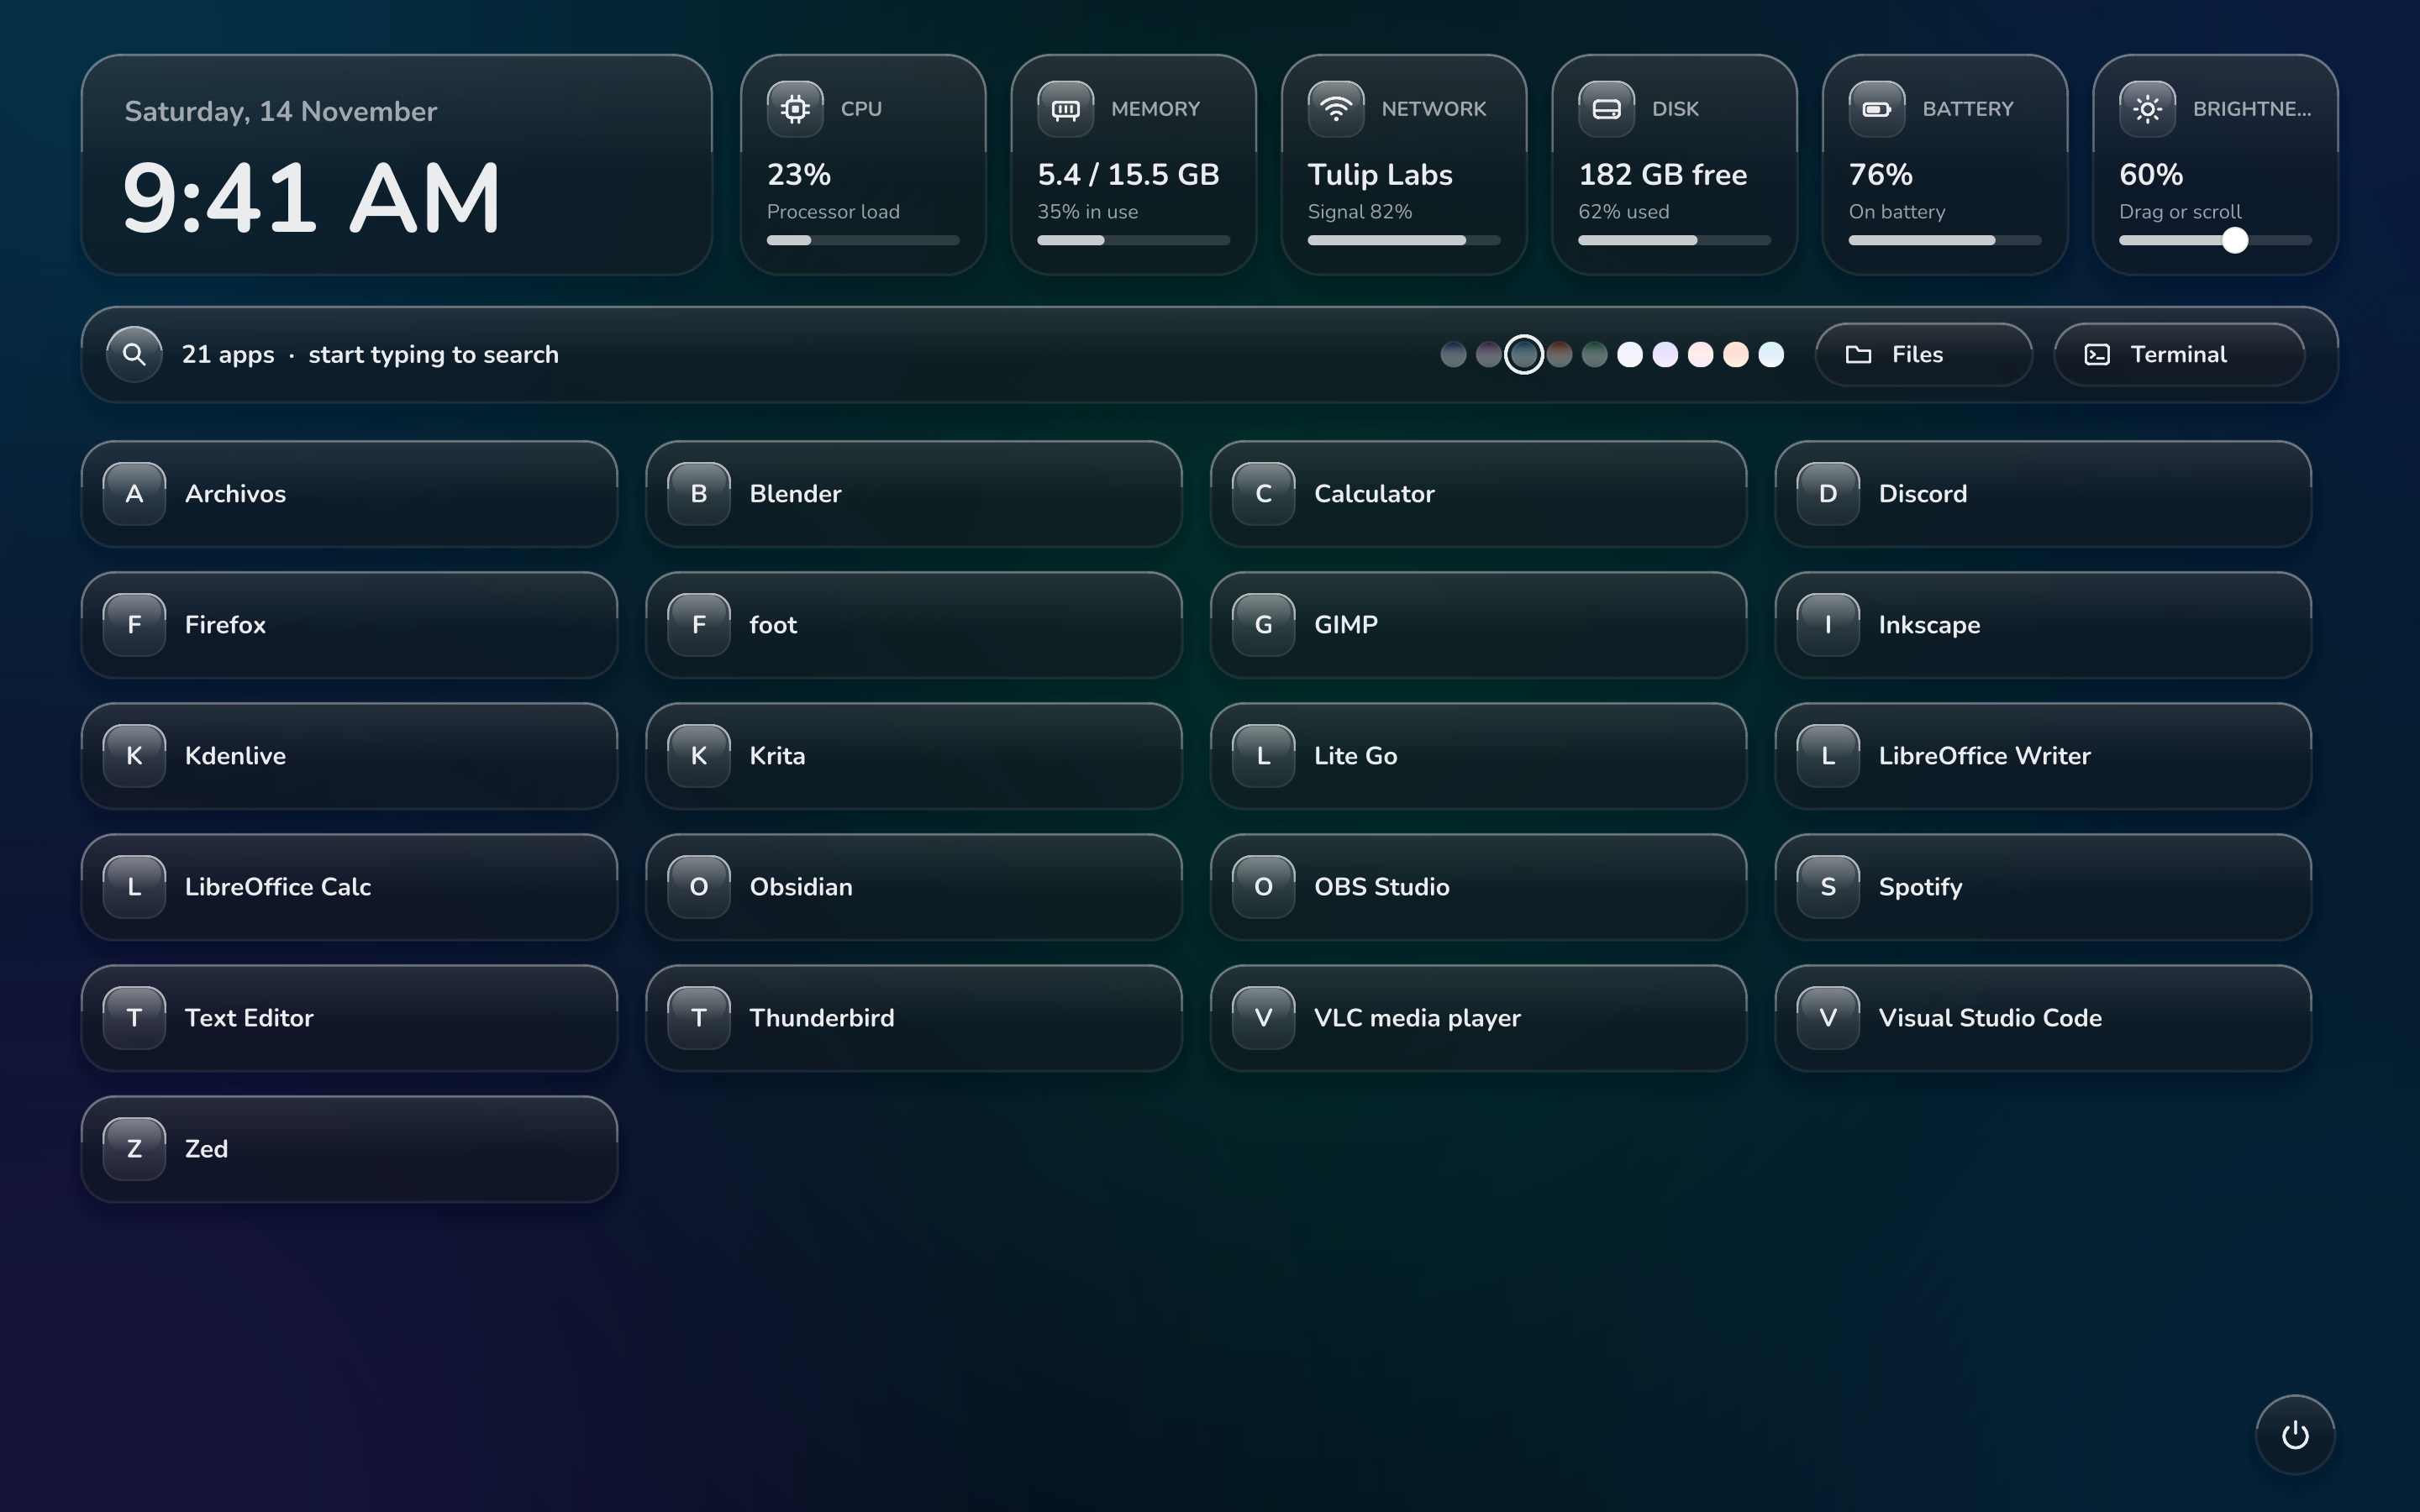 Saturday, 14 November
9:41 AM
CPU
23%
Processor load
MEMORY
5.4 / 15.5 GB
35% in use
NETWORK
Tulip Labs
Signal 82%
DISK
182 GB free
62% used
BATTERY
76%
On battery
BRIGHTNE...
60%
Drag or scroll
21 apps · start typing to search
Files
Terminal
A Archivos
B Blender
C Calculator
D Discord
F Firefox
F foot
G GIMP
I Inkscape
K Kdenlive
K Krita
L Lite Go
L LibreOffice Writer
L LibreOffice Calc
O Obsidian
O OBS Studio
S Spotify
T Text Editor
T Thunderbird
V VLC media player
V Visual Studio Code
Z Zed